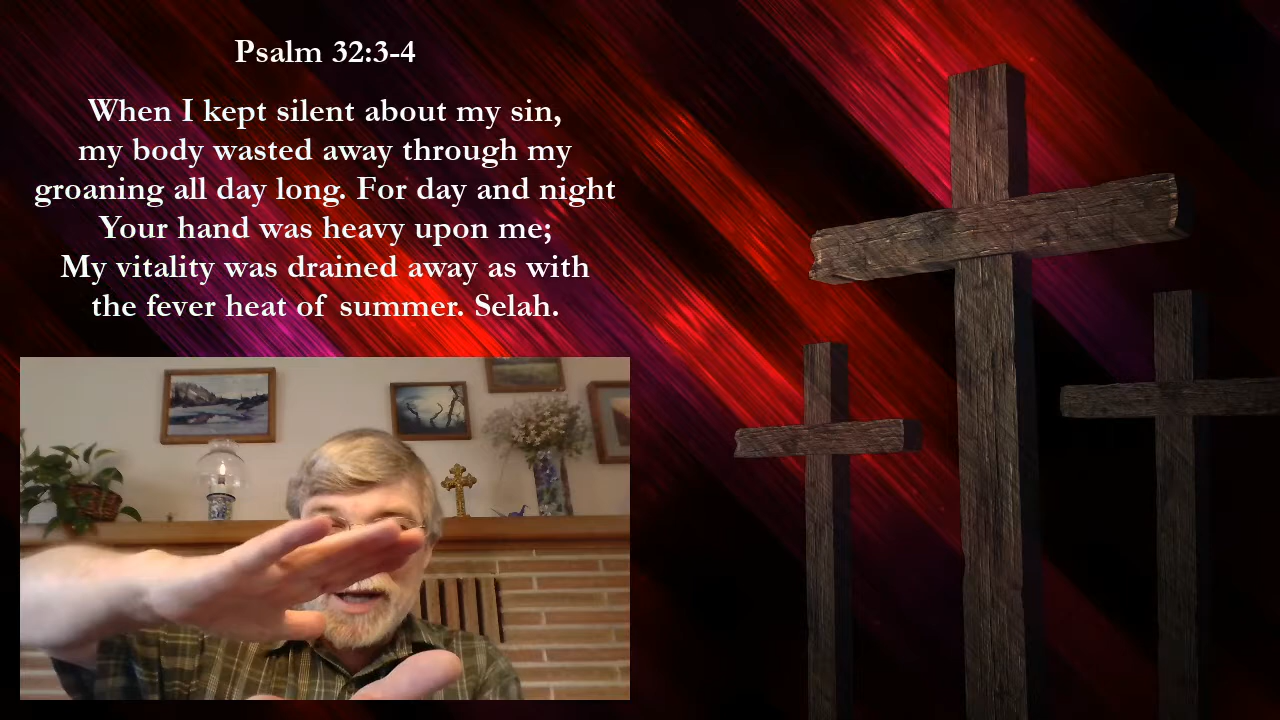 Psalm 32:3-4
When I kept silent about my sin,
my body wasted away through my
groaning all day long. For day and night
Your hand was heavy upon me;
My vitality was drained away as with
the fever heat of summer. Selah.